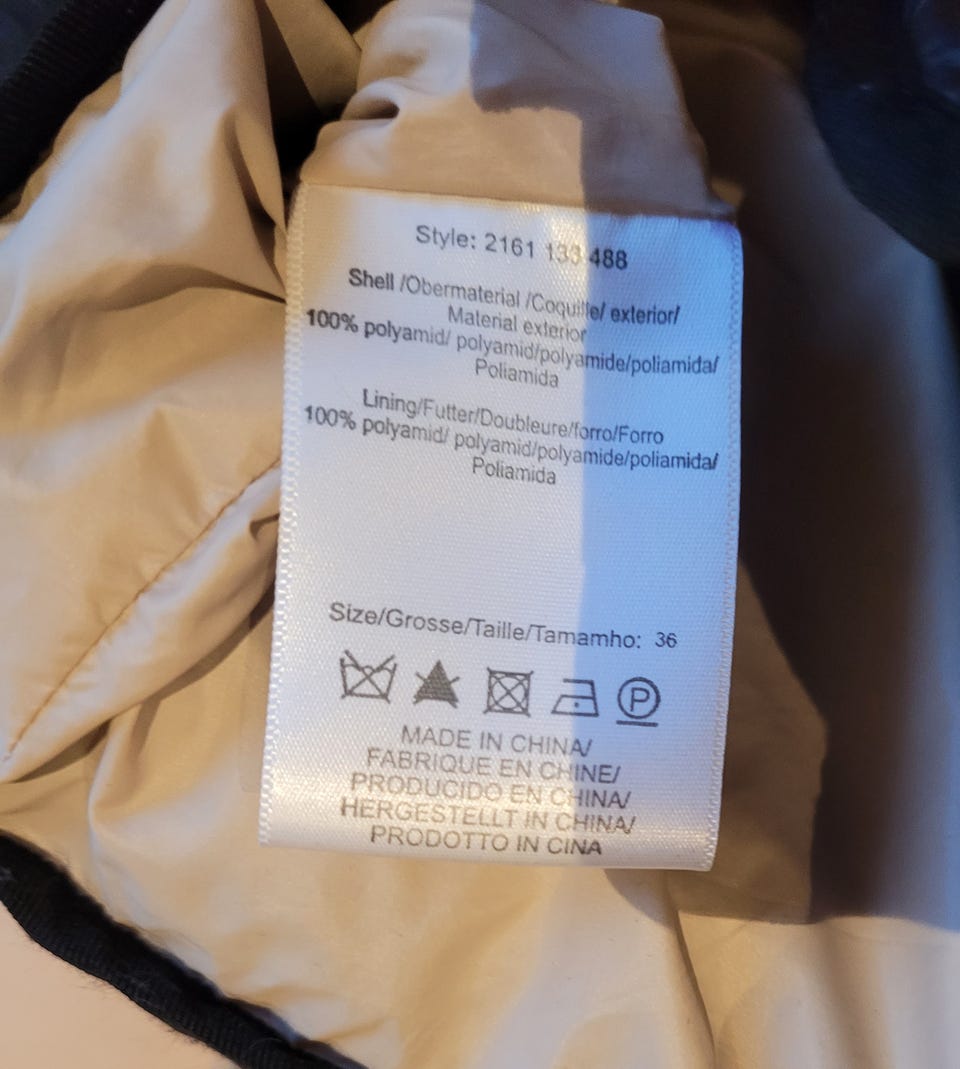 Style: 2161 133 488
Shell /Obermaterial /Coquille/ exterior/
Material exterior
100% polyamid/ polyamid/polyamide/poliamida/
Poliamida
Lining/Futter/Doubleure/forro/Forro
100% polyamid/ polyamid/polyamide/poliamida/
Poliamida
Size/Grosse/Taille/Tamamho: 36
P
MADE IN CHINA/
FABRIQUE EN CHINE/
PRODUCIDO EN CHINA/
HERGESTELLT IN CHINA/
PRODOTTO IN CINA